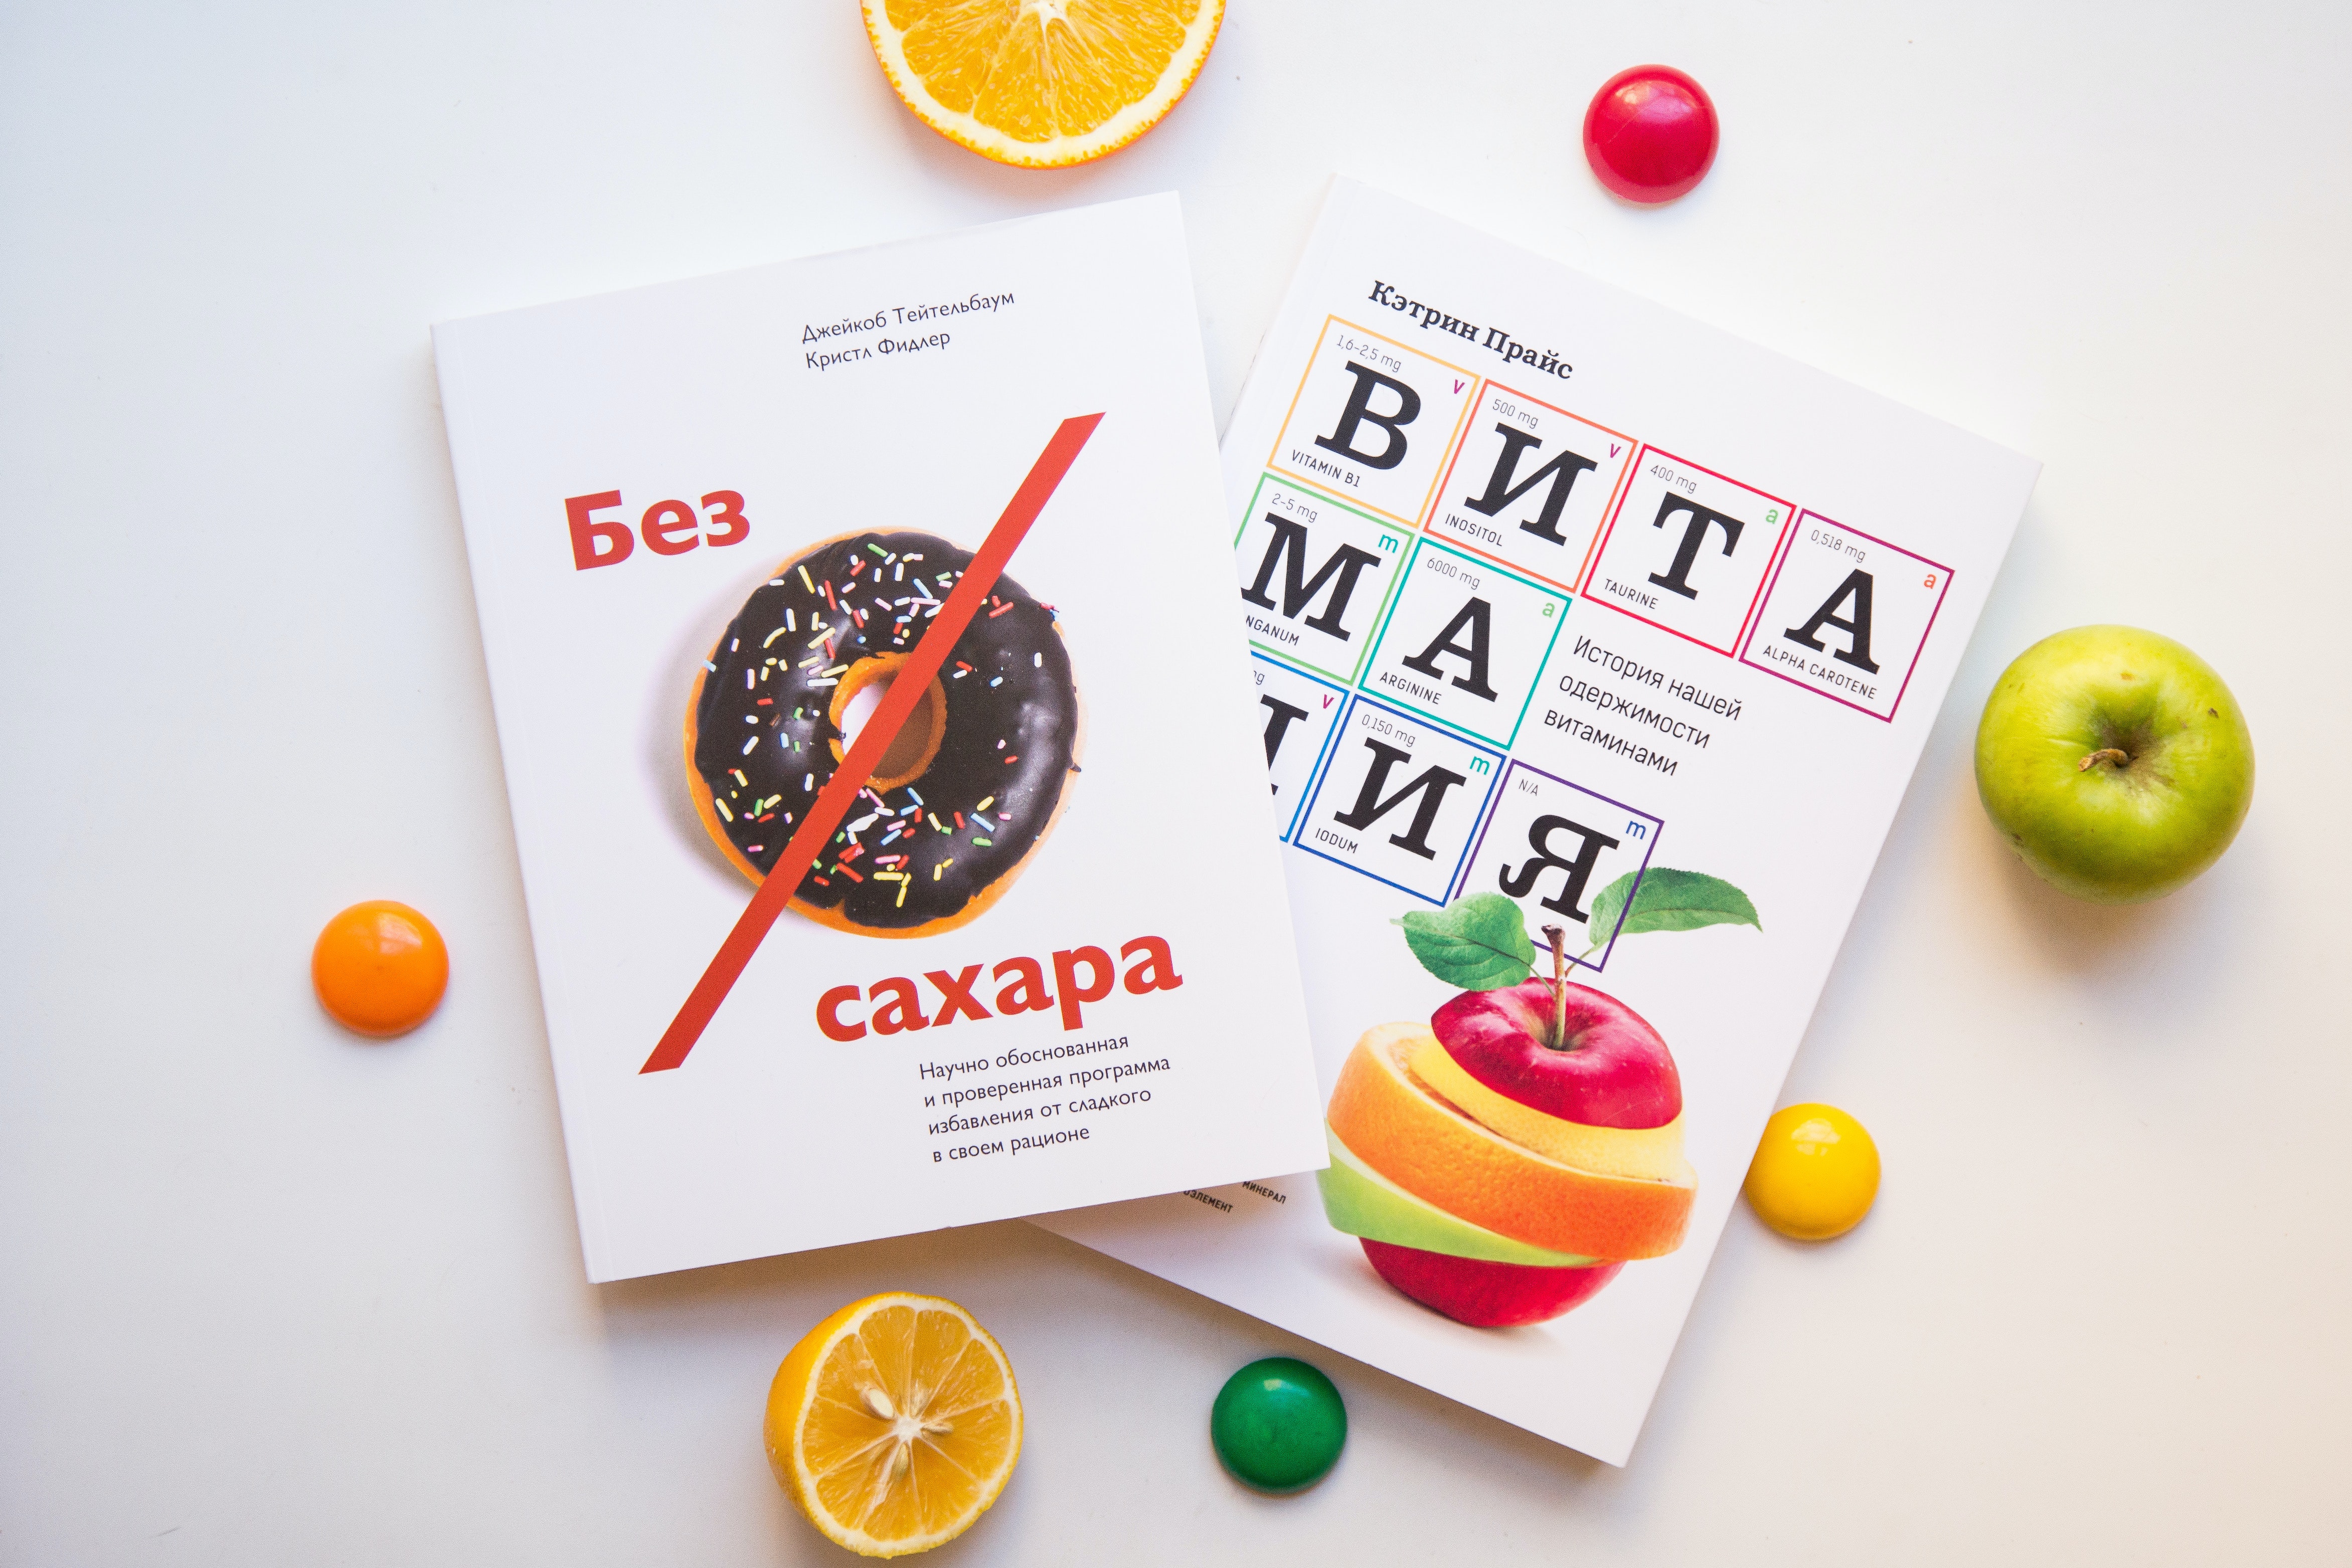 Джейкоб Тейтельбаум
Кристл Фидлер
Без
сахара
Научно обоснованная
и проверенная программа
избавления от сладкого
в своем рационе
Кэтрин Прайс
1,6–2,5 mg v
В
VITAMIN B1
500 mg v
И
INOSITOL
400 mg a
Т
TAURINE
0,518 mg a
А
ALPHA CAROTENE
2–5 mg m
М
NGANUM
6000 mg a
А
ARGININE
История нашей
одержимости
витаминами
v
0,150 mg m
И
IODUM
N/A m
Я
МИНЕРАЛ
ОЭЛЕМЕНТ